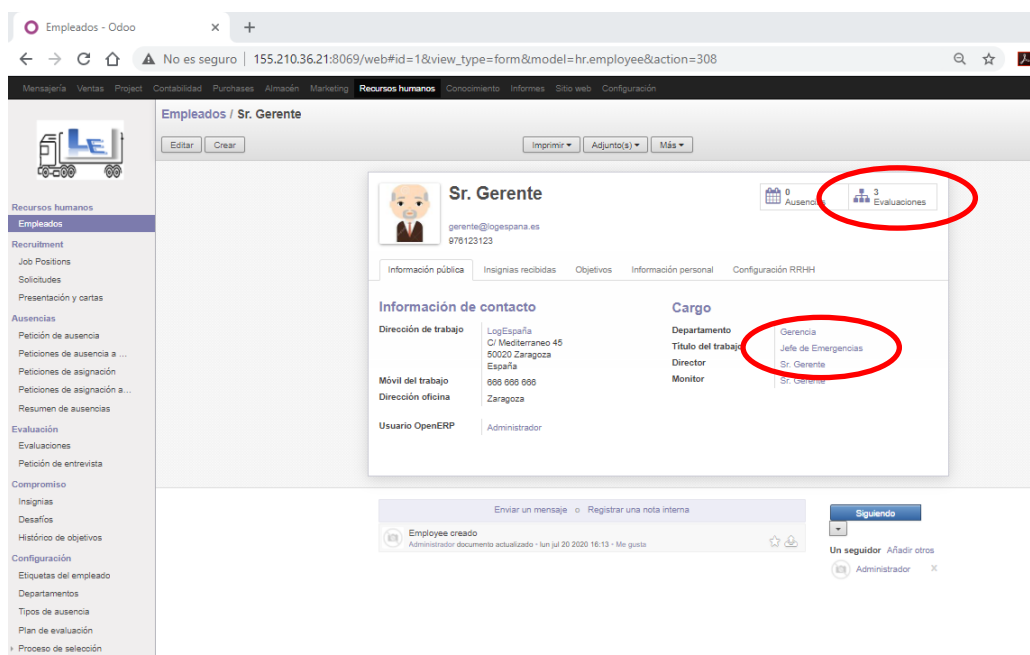 Empleados - Odoo
No es seguro | 155.210.36.21:8069/web#id=1&view_type=form&model=hr.employee&action=308
Mensajería Ventas Project Contabilidad Purchases Almacén Marketing Recursos humanos Conocimiento Informes Sitio web Configuración
Empleados / Sr. Gerente
Editar Crear Imprimir Adjunto(s) Más
LE
Recursos humanos
Empleados
Recruitment
Job Positions
Solicitudes
Presentación y cartas
Ausencias
Petición de ausencia
Peticiones de ausencia a ...
Peticiones de asignación
Peticiones de asignación a...
Resumen de ausencias
Evaluación
Evaluaciones
Petición de entrevista
Compromiso
Insignias
Desafíos
Histórico de objetivos
Configuración
Etiquetas del empleado
Departamentos
Tipos de ausencia
Plan de evaluación
Proceso de selección
Sr. Gerente
gerente@logespana.es
976123123
0 Ausencias
3 Evaluaciones
Información pública Insignias recibidas Objetivos Información personal Configuración RRHH
Información de contacto
Dirección de trabajo LogEspaña
C/ Mediterraneo 45
50020 Zaragoza
España
Móvil del trabajo 666 666 666
Dirección oficina Zaragoza
Usuario OpenERP Administrador
Cargo
Departamento Gerencia
Título del trabajo Jefe de Emergencias
Director Sr. Gerente
Monitor Sr. Gerente
Enviar un mensaje o Registrar una nota interna
Employee creado
Administrador documento actualizado - lun jul 20 2020 16:13 - Me gusta
Siguiendo
Un seguidor Añadir otros
Administrador X